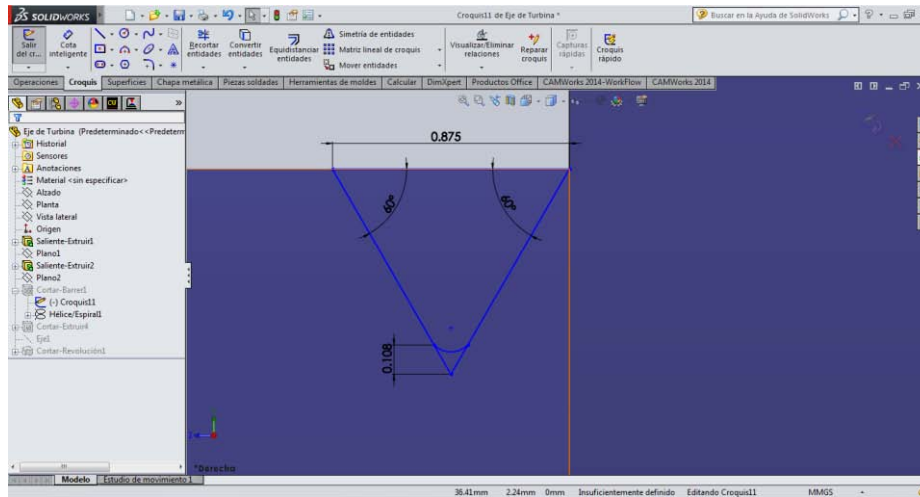 SOLIDWORKS
Croquis11 de Eje de Turbina *
Buscar en la Ayuda de SolidWorks
Salir del cr...
Cota inteligente
Recortar entidades
Convertir entidades
Equidistanciar entidades
Simetría de entidades
Matriz lineal de croquis
Mover entidades
Visualizar/Eliminar relaciones
Reparar croquis
Capturas rápidas
Croquis rápido
Operaciones Croquis Superficies Chapa metálica Piezas soldadas Herramientas de moldes Calcular DimXpert Productos Office CAMWorks 2014-WorkFlow CAMWorks 2014
Eje de Turbina (Predeterminado<<Predeterm
Historial
Sensores
Anotaciones
Material <sin especificar>
Alzado
Planta
Vista lateral
Origen
Saliente-Extruir1
Plano1
Saliente-Extruir2
Plano2
Cortar-Barrer1
(-) Croquis11
Hélice/Espiral1
Cortar-Extruir4
Eje1
Cortar-Revolución1
0.875
60°
60°
0.108
*Derecho
Modelo Estudio de movimiento 1
36.41mm 2.24mm 0mm Insuficientemente definido Editando Croquis11 MMGS